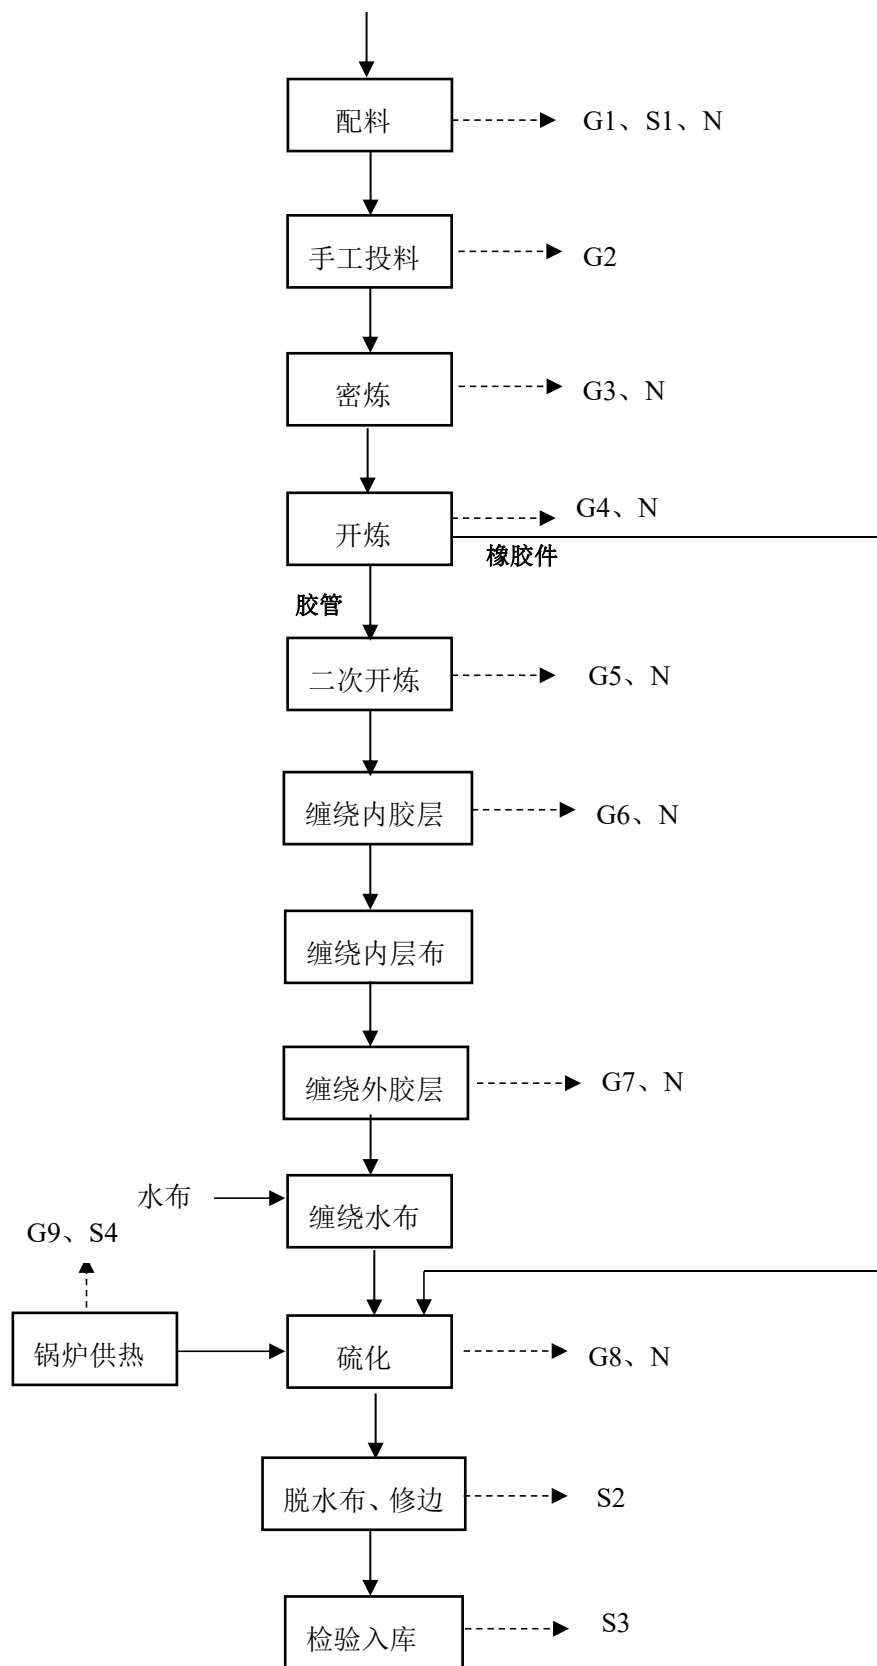 配料
G1、S1、N
手工投料
G2
密炼
G3、N
开炼
G4、N
橡胶件
胶管
二次开炼
G5、N
缠绕内胶层
G6、N
缠绕内层布
缠绕外胶层
G7、N
水布
缠绕水布
G9、S4
锅炉供热
硫化
G8、N
脱水布、修边
S2
检验入库
S3